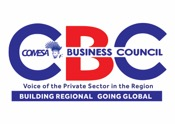 CBC
COMESA BUSINESS COUNCIL
Voice of the Private Sector in the Region
BUILDING REGIONAL GOING GLOBAL